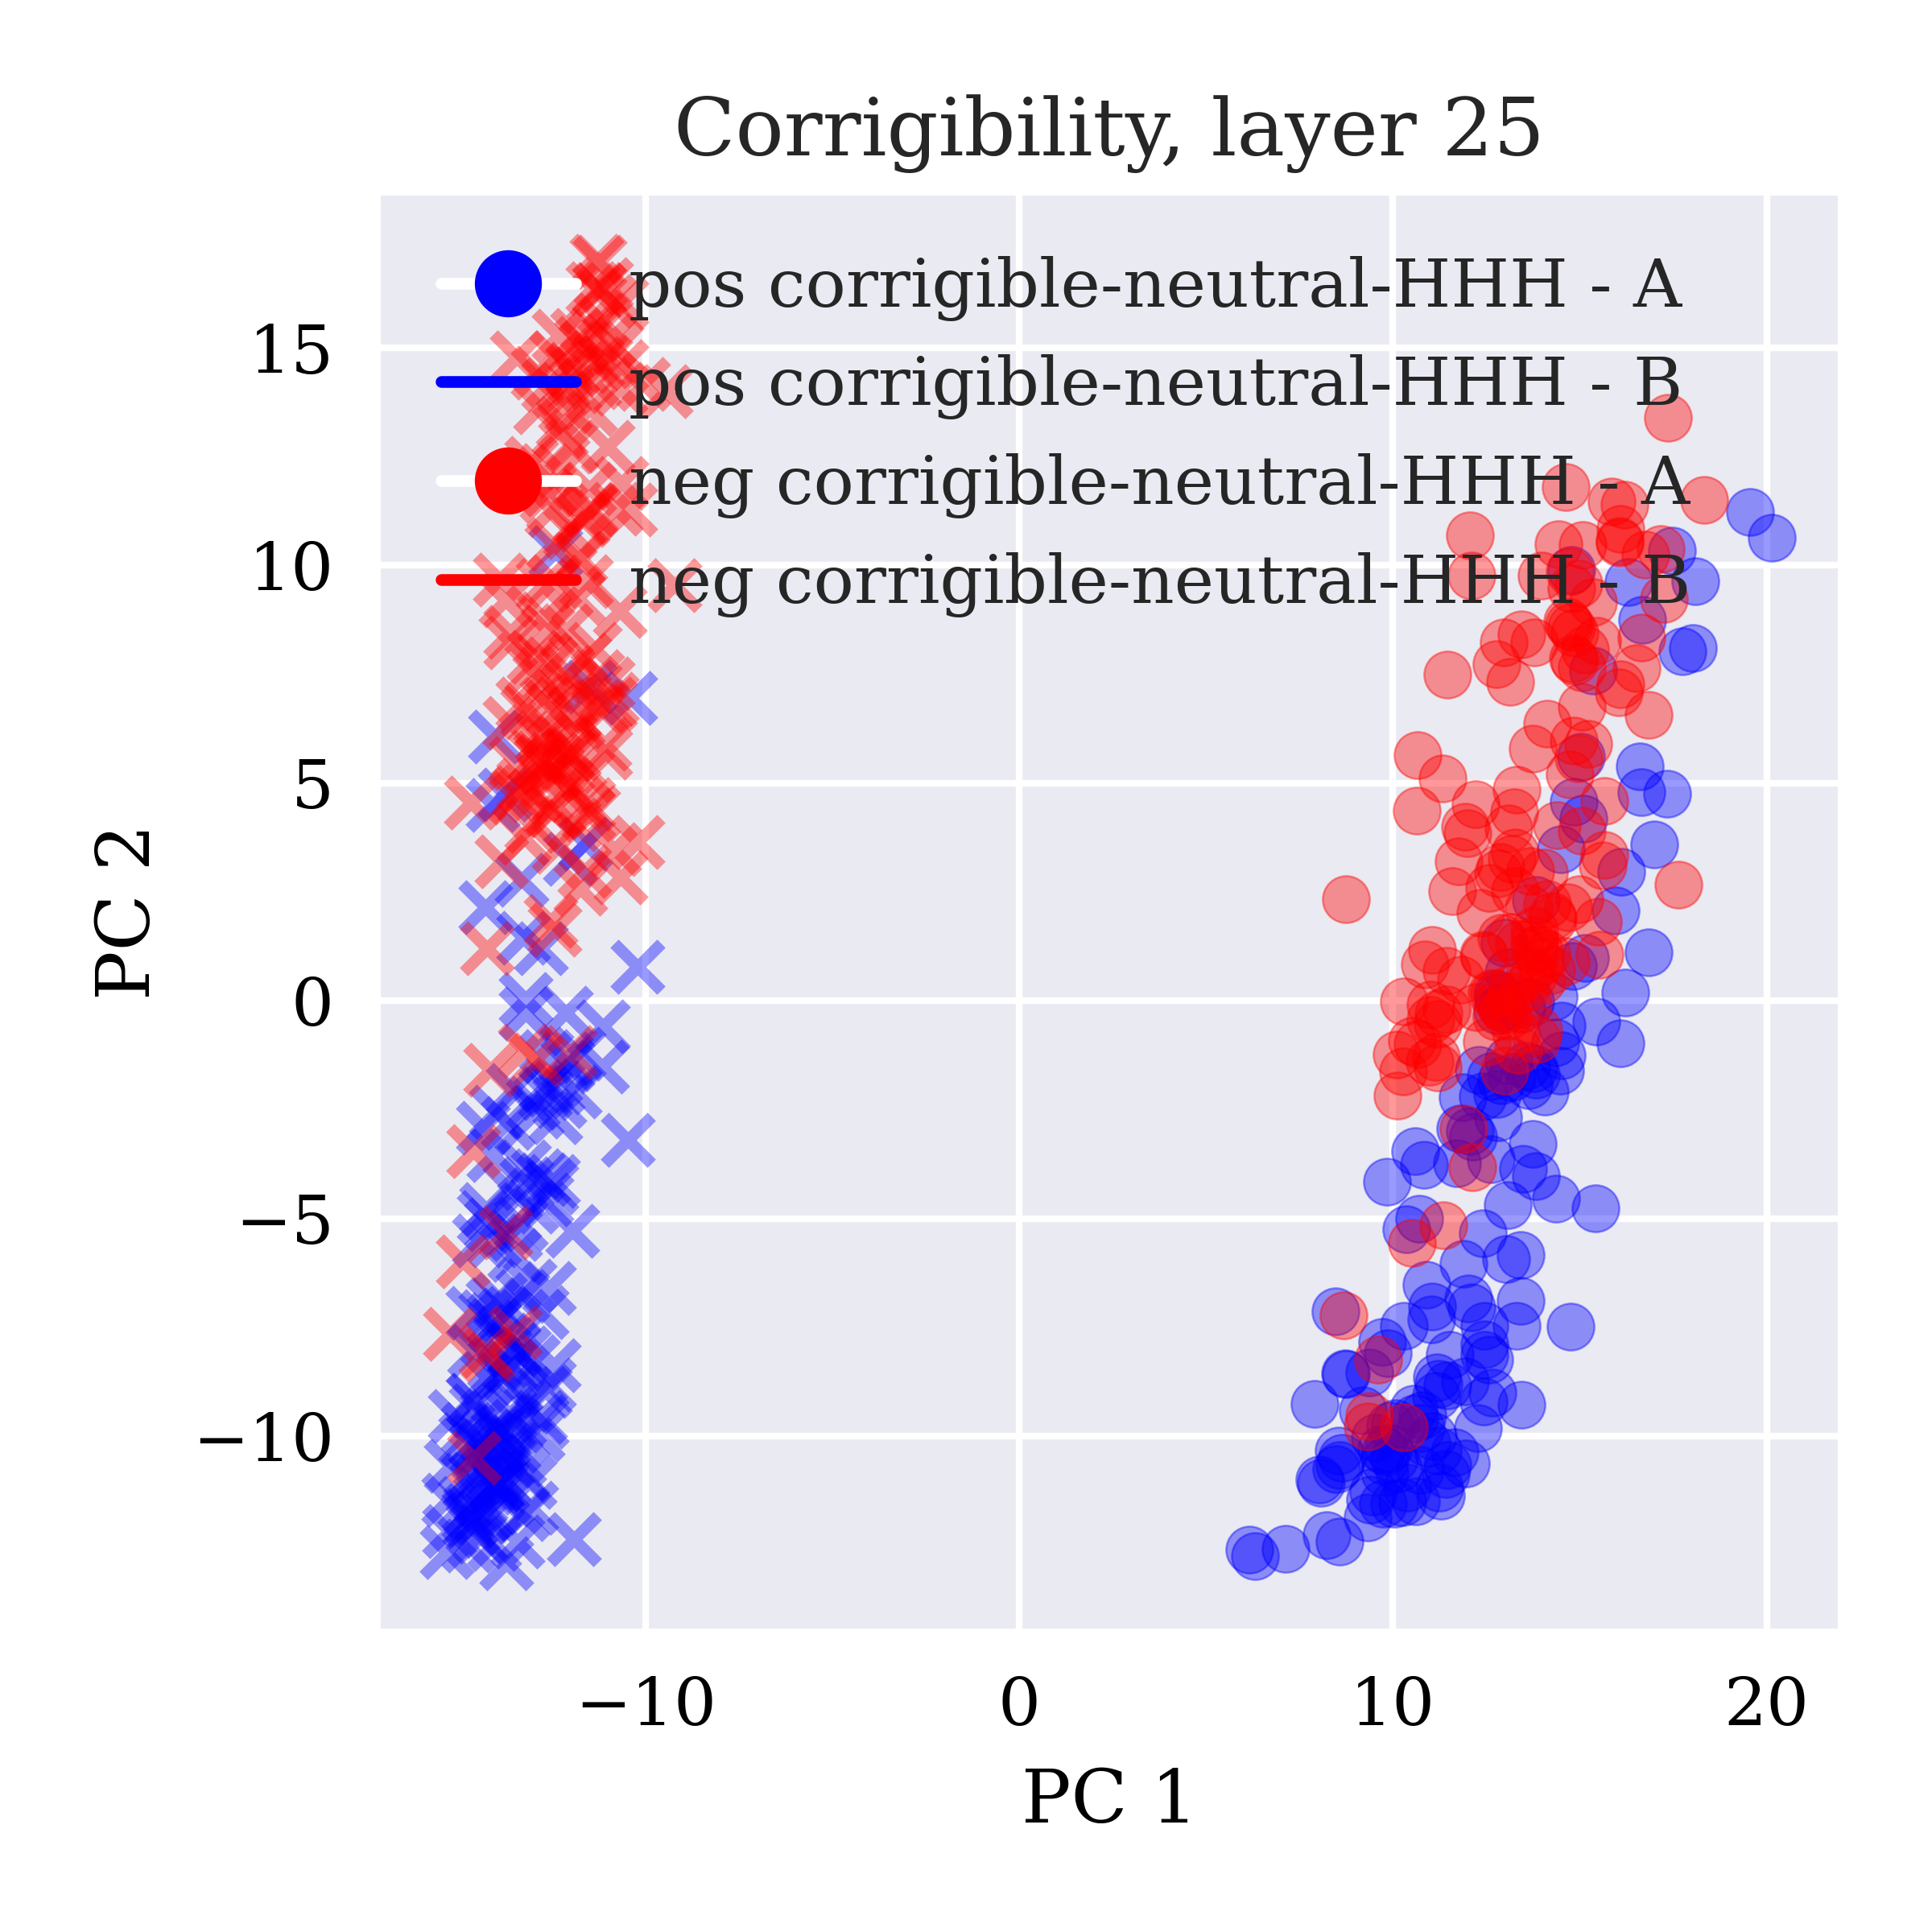 Corrigibility, layer 25
pos corrigible-neutral-HHH - A
pos corrigible-neutral-HHH - B
neg corrigible-neutral-HHH - A
neg corrigible-neutral-HHH - B
15
10
5
0
−5
−10
PC 2
−10 0 10 20
PC 1